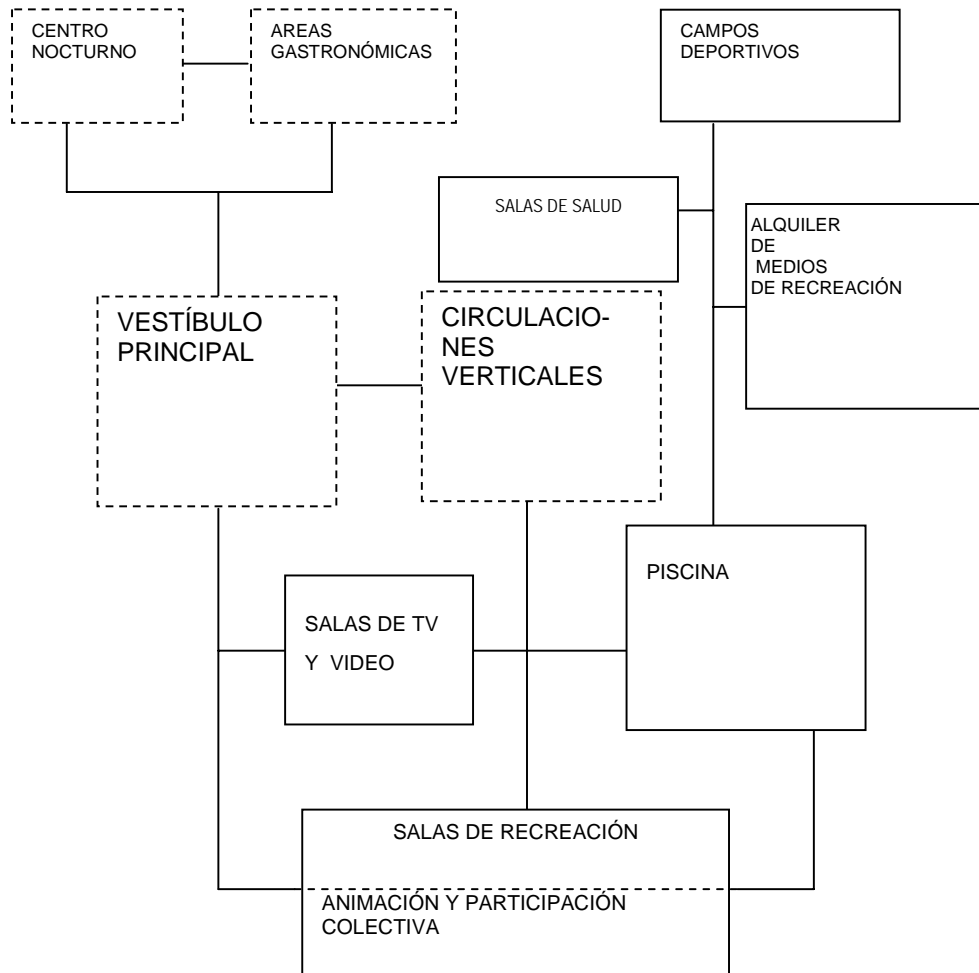 CENTRO
NOCTURNO
AREAS
GASTRONÓMICAS
CAMPOS
DEPORTIVOS
SALAS DE SALUD
ALQUILER
DE
MEDIOS
DE RECREACIÓN
VESTÍBULO
PRINCIPAL
CIRCULACIO-
NES
VERTICALES
PISCINA
SALAS DE TV
Y VIDEO
SALAS DE RECREACIÓN
ANIMACIÓN Y PARTICIPACIÓN
COLECTIVA